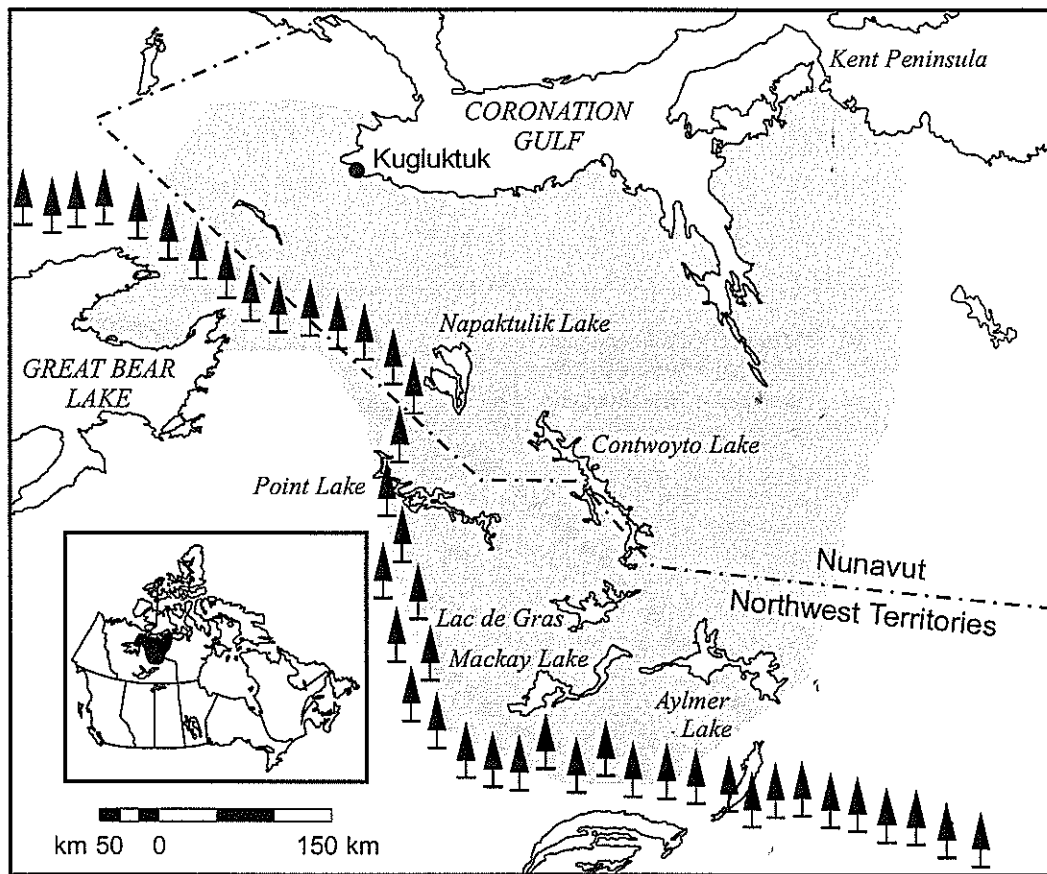 Kent Peninsula
CORONATION
GULF
Kugluktuk
Napaktulik Lake
GREAT BEAR
LAKE
Contwoyto Lake
Point Lake
Nunavut
Northwest Territories
Lac de Gras
Mackay Lake
Aylmer
Lake
km 50 0 150 km